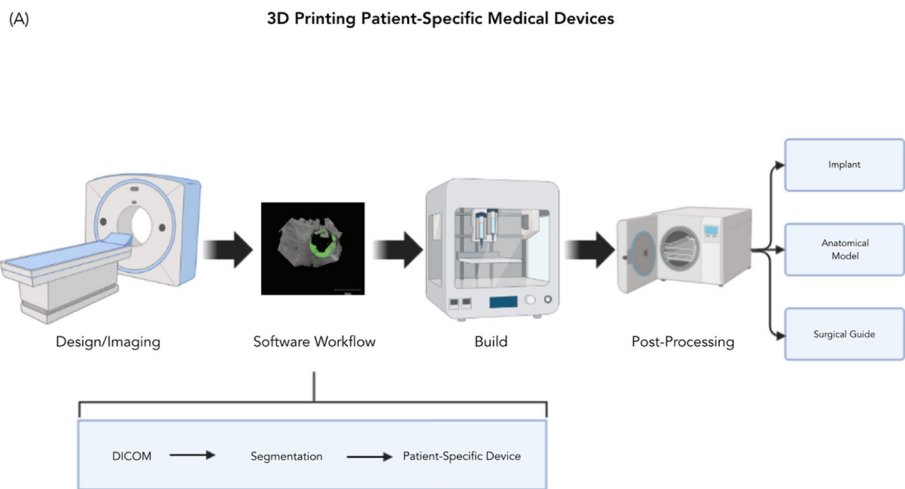 (A)
3D Printing Patient-Specific Medical Devices
Implant
Anatomical
Model
Surgical Guide
Design/Imaging
Software Workflow
Build
Post-Processing
DICOM
Segmentation
Patient-Specific Device